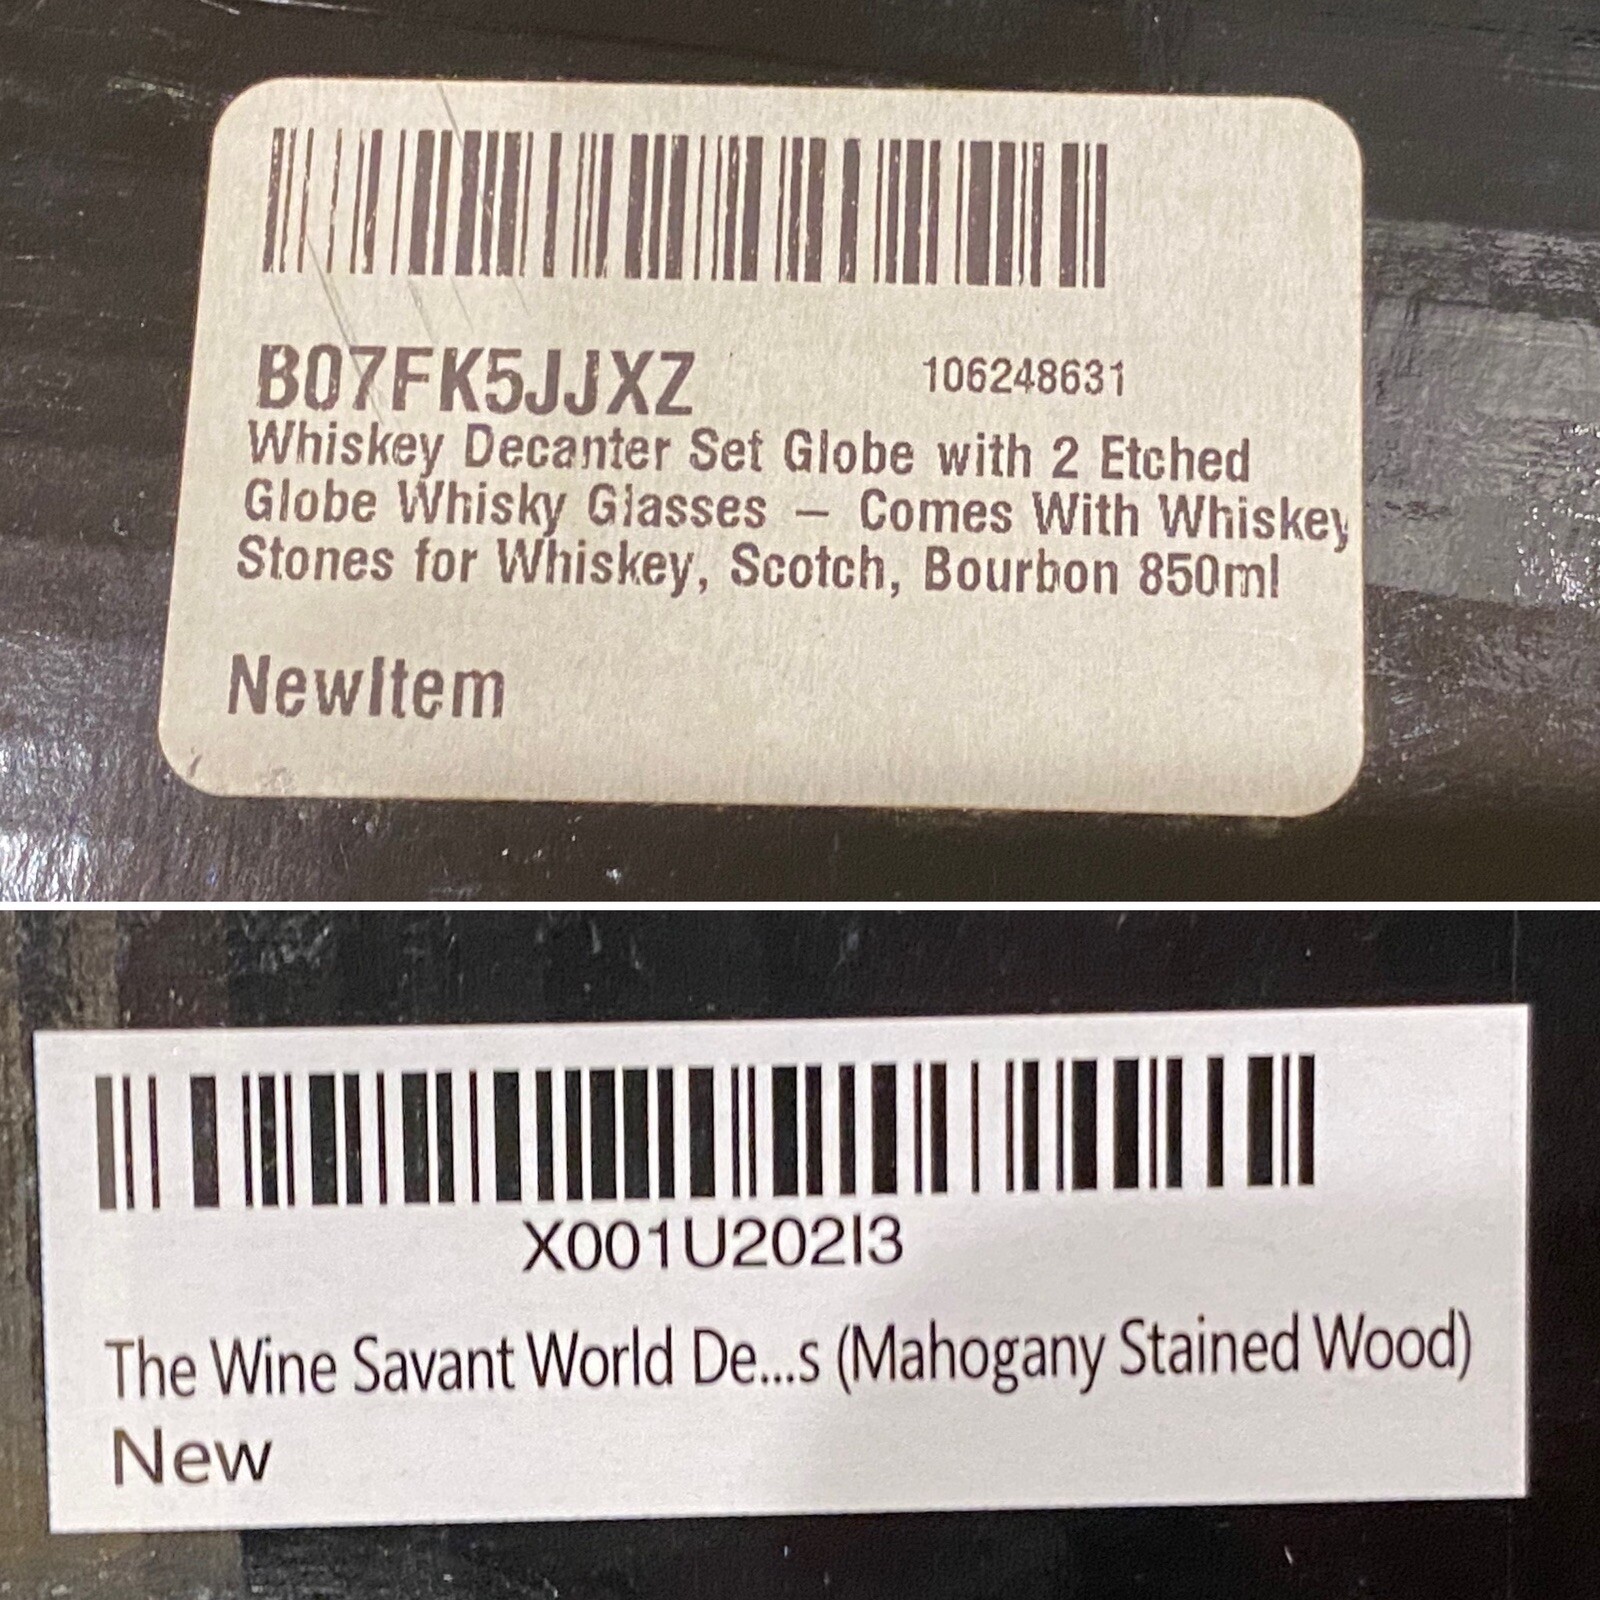 B07FK5JJXZ 106248631
Whiskey Decanter Set Globe with 2 Etched
Globe Whisky Glasses – Comes With Whiskey
Stones for Whiskey, Scotch, Bourbon 850ml
NewItem
X001U202I3
The Wine Savant World De...s (Mahogany Stained Wood)
New